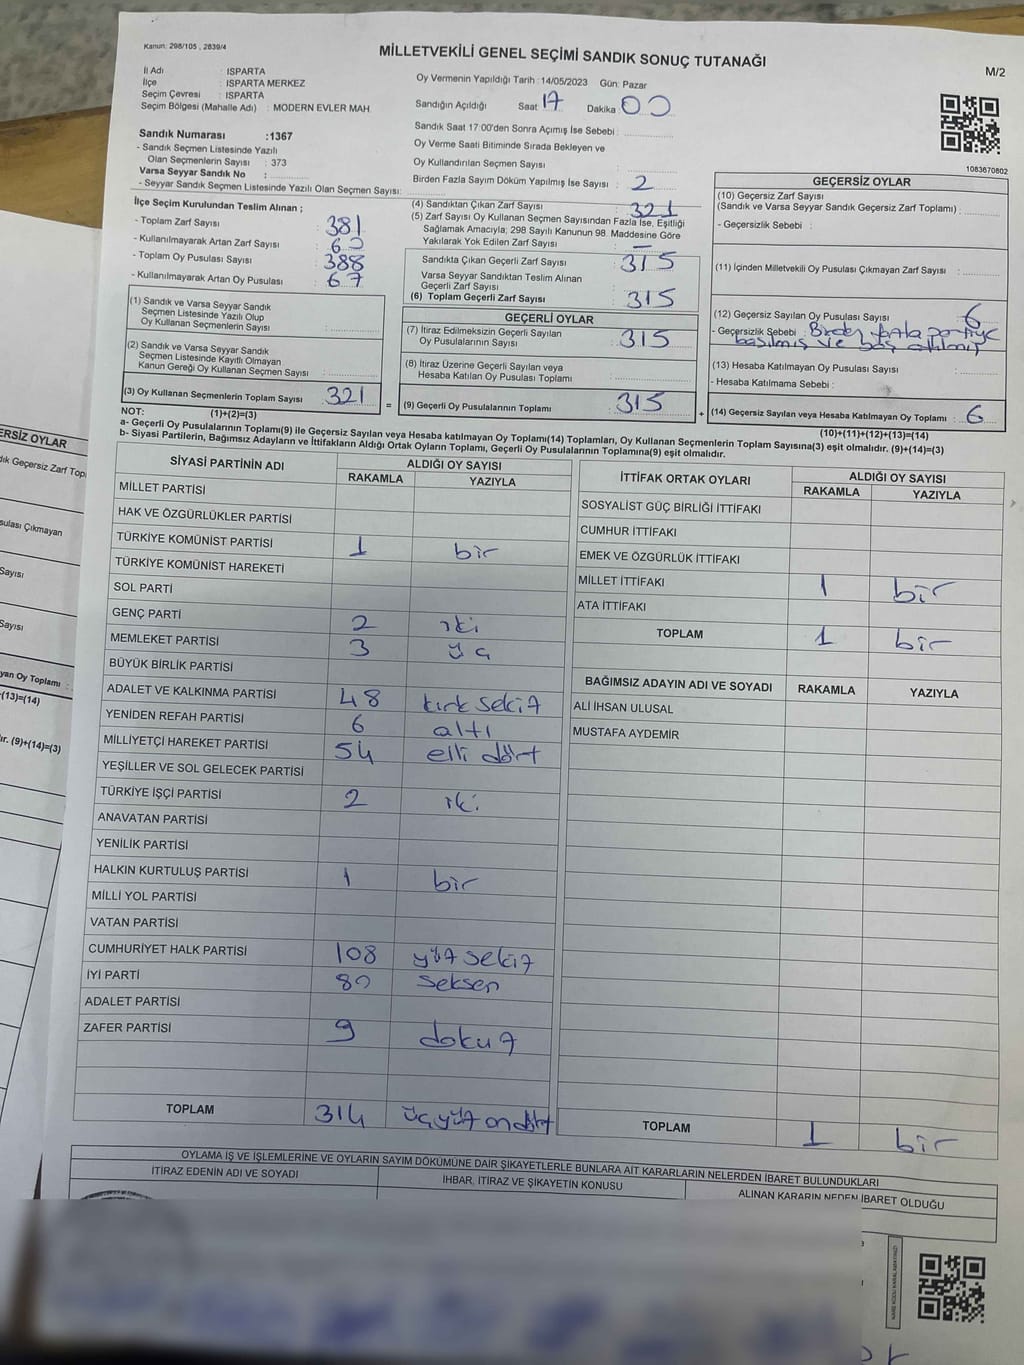 Kanun: 298/105 , 2839/4
MİLLETVEKİLİ GENEL SEÇİMİ SANDIK SONUÇ TUTANAĞI
M/2
İl Adı : ISPARTA
İlçe : ISPARTA MERKEZ
Seçim Çevresi : ISPARTA
Seçim Bölgesi (Mahalle Adı) : MODERN EVLER MAH.
Sandık Numarası :1367
- Sandık Seçmen Listesinde Yazılı
Olan Seçmenlerin Sayısı : 373
Varsa Seyyar Sandık No :
- Seyyar Sandık Seçmen Listesinde Yazılı Olan Seçmen Sayısı:
Oy Vermenin Yapıldığı Tarih : 14/05/2023 Gün: Pazar
Sandığın Açıldığı Saat 17 Dakika 00
Sandık Saat 17:00'den Sonra Açımış İse Sebebi :
Oy Verme Saati Bitiminde Sırada Bekleyen ve
Oy Kullandırılan Seçmen Sayısı :
Birden Fazla Sayım Döküm Yapılmış İse Sayısı : 2
1083670802
İlçe Seçim Kurulundan Teslim Alınan ;
- Toplam Zarf Sayısı : 381
- Kullanılmayarak Artan Zarf Sayısı : 60
- Toplam Oy Pusulası Sayısı : 388
- Kullanılmayarak Artan Oy Pusulası : 67
(1) Sandık ve Varsa Seyyar Sandık
Seçmen Listesinde Yazılı Olup
Oy Kullanan Seçmenlerin Sayısı :
(2) Sandık ve Varsa Seyyar Sandık
Seçmen Listesinde Kayıtlı Olmayan
Kanun Gereği Oy Kullanan Seçmen Sayısı :
(3) Oy Kullanan Seçmenlerin Toplam Sayısı : 321
(4) Sandıktan Çıkan Zarf Sayısı : 321
(5) Zarf Sayısı Oy Kullanan Seçmen Sayısından Fazla İse, Eşitliği
Sağlamak Amacıyla; 298 Sayılı Kanunun 98. Maddesine Göre
Yakılarak Yok Edilen Zarf Sayısı : —
Sandıkta Çıkan Geçerli Zarf Sayısı : 315
Varsa Seyyar Sandıktan Teslim Alınan
Geçerli Zarf Sayısı :
(6) Toplam Geçerli Zarf Sayısı : 315
GEÇERLİ OYLAR
(7) İtiraz Edilmeksizin Geçerli Sayılan
Oy Pusulalarının Sayısı : 315
(8) İtiraz Üzerine Geçerli Sayılan veya
Hesaba Katılan Oy Pusulası Toplamı :
= (9) Geçerli Oy Pusulalarının Toplamı : 315
GEÇERSİZ OYLAR
(10) Geçersiz Zarf Sayısı
(Sandık ve Varsa Seyyar Sandık Geçersiz Zarf Toplamı) :
- Geçersizlik Sebebi :
(11) İçinden Milletvekili Oy Pusulası Çıkmayan Zarf Sayısı :
(12) Geçersiz Sayılan Oy Pusulası Sayısı : 6
- Geçersizlik Sebebi : Birden fazla partiye
basılmış ve boş atılmış
(13) Hesaba Katılmayan Oy Pusulası Sayısı :
- Hesaba Katılmama Sebebi :
+ (14) Geçersiz Sayılan veya Hesaba Katılmayan Oy Toplamı : 6
NOT: (1)+(2)=(3)
(10)+(11)+(12)+(13)=(14)
a- Geçerli Oy Pusulalarının Toplamı(9) ile Geçersiz Sayılan veya Hesaba katılmayan Oy Toplamı(14) Toplamları, Oy Kullanan Seçmenlerin Toplam Sayısına(3) eşit olmalıdır. (9)+(14)=(3)
b- Siyasi Partilerin, Bağımsız Adayların ve İttifakların Aldığı Ortak Oyların Toplamı, Geçerli Oy Pusulalarının Toplamına(9) eşit olmalıdır.
SİYASİ PARTİNİN ADI ALDIĞI OY SAYISI
RAKAMLA YAZIYLA
MİLLET PARTİSİ
HAK VE ÖZGÜRLÜKLER PARTİSİ
TÜRKİYE KOMÜNİST PARTİSİ 1 bir
TÜRKİYE KOMÜNİST HAREKETİ
SOL PARTİ
GENÇ PARTİ 2 iki
MEMLEKET PARTİSİ 3 üç
BÜYÜK BİRLİK PARTİSİ
ADALET VE KALKINMA PARTİSİ 48 kırk sekiz
YENİDEN REFAH PARTİSİ 6 altı
MİLLİYETÇİ HAREKET PARTİSİ 54 elli dört
YEŞİLLER VE SOL GELECEK PARTİSİ
TÜRKİYE İŞÇİ PARTİSİ 2 iki
ANAVATAN PARTİSİ
YENİLİK PARTİSİ
HALKIN KURTULUŞ PARTİSİ 1 bir
MİLLİ YOL PARTİSİ
VATAN PARTİSİ
CUMHURİYET HALK PARTİSİ 108 yüz sekiz
İYİ PARTİ 80 seksen
ADALET PARTİSİ
ZAFER PARTİSİ 9 dokuz
TOPLAM 314 üçyüz ondört
İTTİFAK ORTAK OYLARI ALDIĞI OY SAYISI
RAKAMLA YAZIYLA
SOSYALİST GÜÇ BİRLİĞİ İTTİFAKI
CUMHUR İTTİFAKI
EMEK VE ÖZGÜRLÜK İTTİFAKI
MİLLET İTTİFAKI 1 bir
ATA İTTİFAKI
TOPLAM 1 bir
BAĞIMSIZ ADAYIN ADI VE SOYADI RAKAMLA YAZIYLA
ALİ İHSAN ULUSAL
MUSTAFA AYDEMİR
TOPLAM 1 bir
OYLAMA İŞ VE İŞLEMLERİNE VE OYLARIN SAYIM DÖKÜMÜNE DAİR ŞİKAYETLERLE BUNLARA AİT KARARLARIN NELERDEN İBARET BULUNDUKLARI
İTİRAZ EDENİN ADI VE SOYADI İHBAR, İTİRAZ VE ŞİKAYETİN KONUSU ALINAN KARARIN NEDEN İBARET OLDUĞU
ERSİZ OYLAR
Geçersiz Zarf Top
Çıkmayan
Sayısı
Sayısı
Oy Toplamı :
(13)=(14)
(9)+(14)=(3)